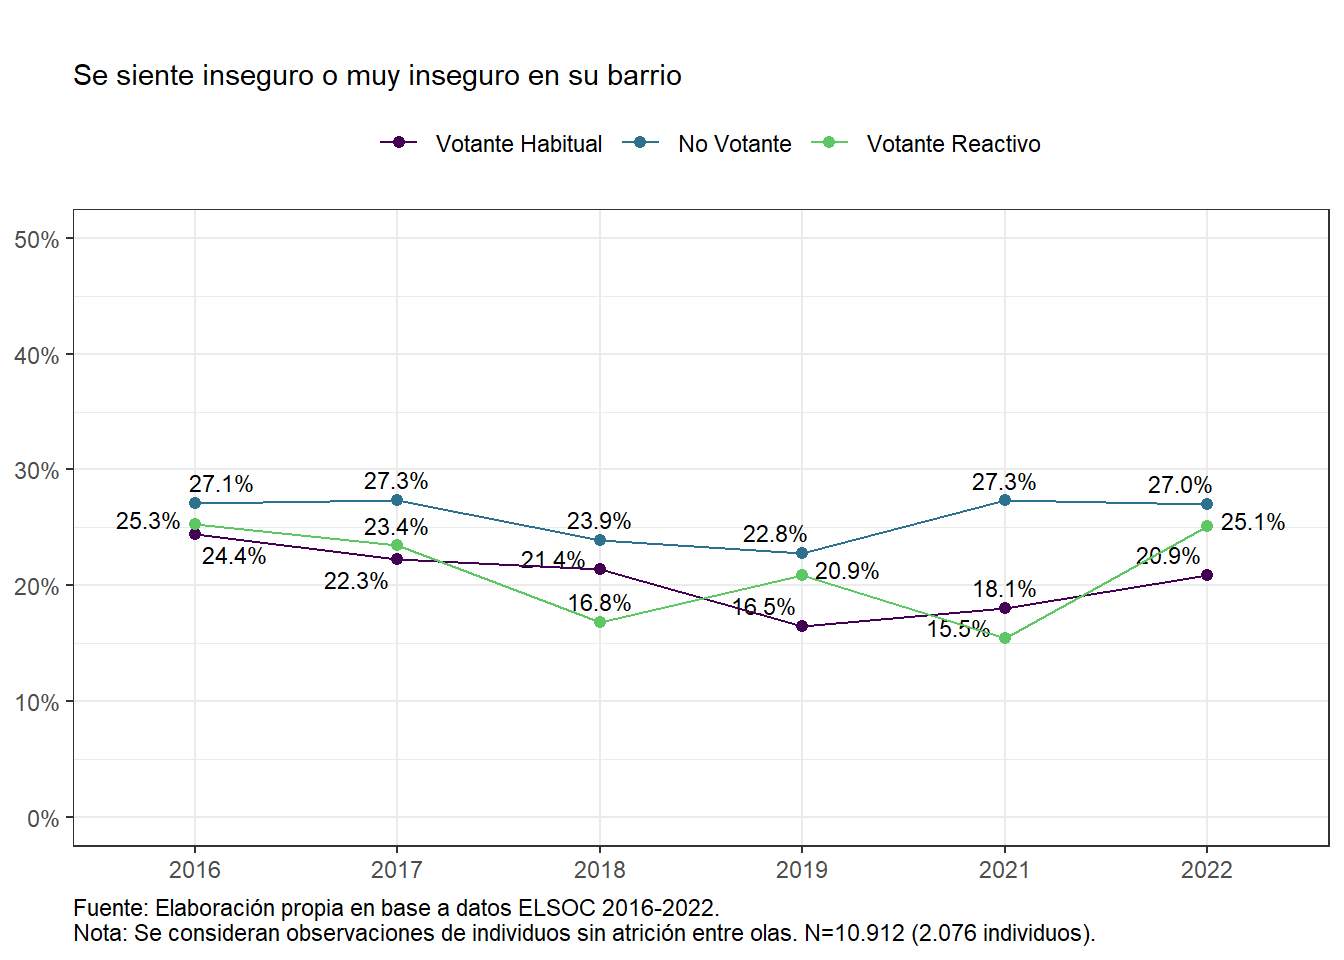 Se siente inseguro o muy inseguro en su barrio
Votante Habitual No Votante Votante Reactivo
50%
40%
30%
20%
10%
0%
27.1% 27.3% 23.9% 22.8% 27.3% 27.0%
25.3% 23.4% 16.8% 20.9% 15.5% 25.1%
24.4% 22.3% 21.4% 16.5% 18.1% 20.9%
2016 2017 2018 2019 2021 2022
Fuente: Elaboración propia en base a datos ELSOC 2016-2022.
Nota: Se consideran observaciones de individuos sin atrición entre olas. N=10.912 (2.076 individuos).